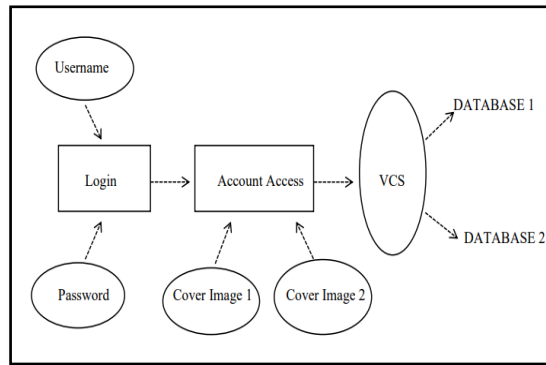 Username
DATABASE 1
Login
Account Access
VCS
DATABASE 2
Password
Cover Image 1
Cover Image 2